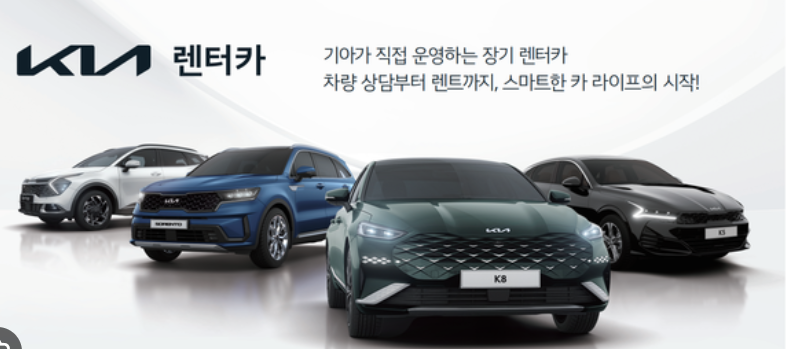 KIA 렌터카
기아가 직접 운영하는 장기 렌터카
차량 상담부터 렌트까지, 스마트한 카 라이프의 시작!
SORENTO
K8
K5